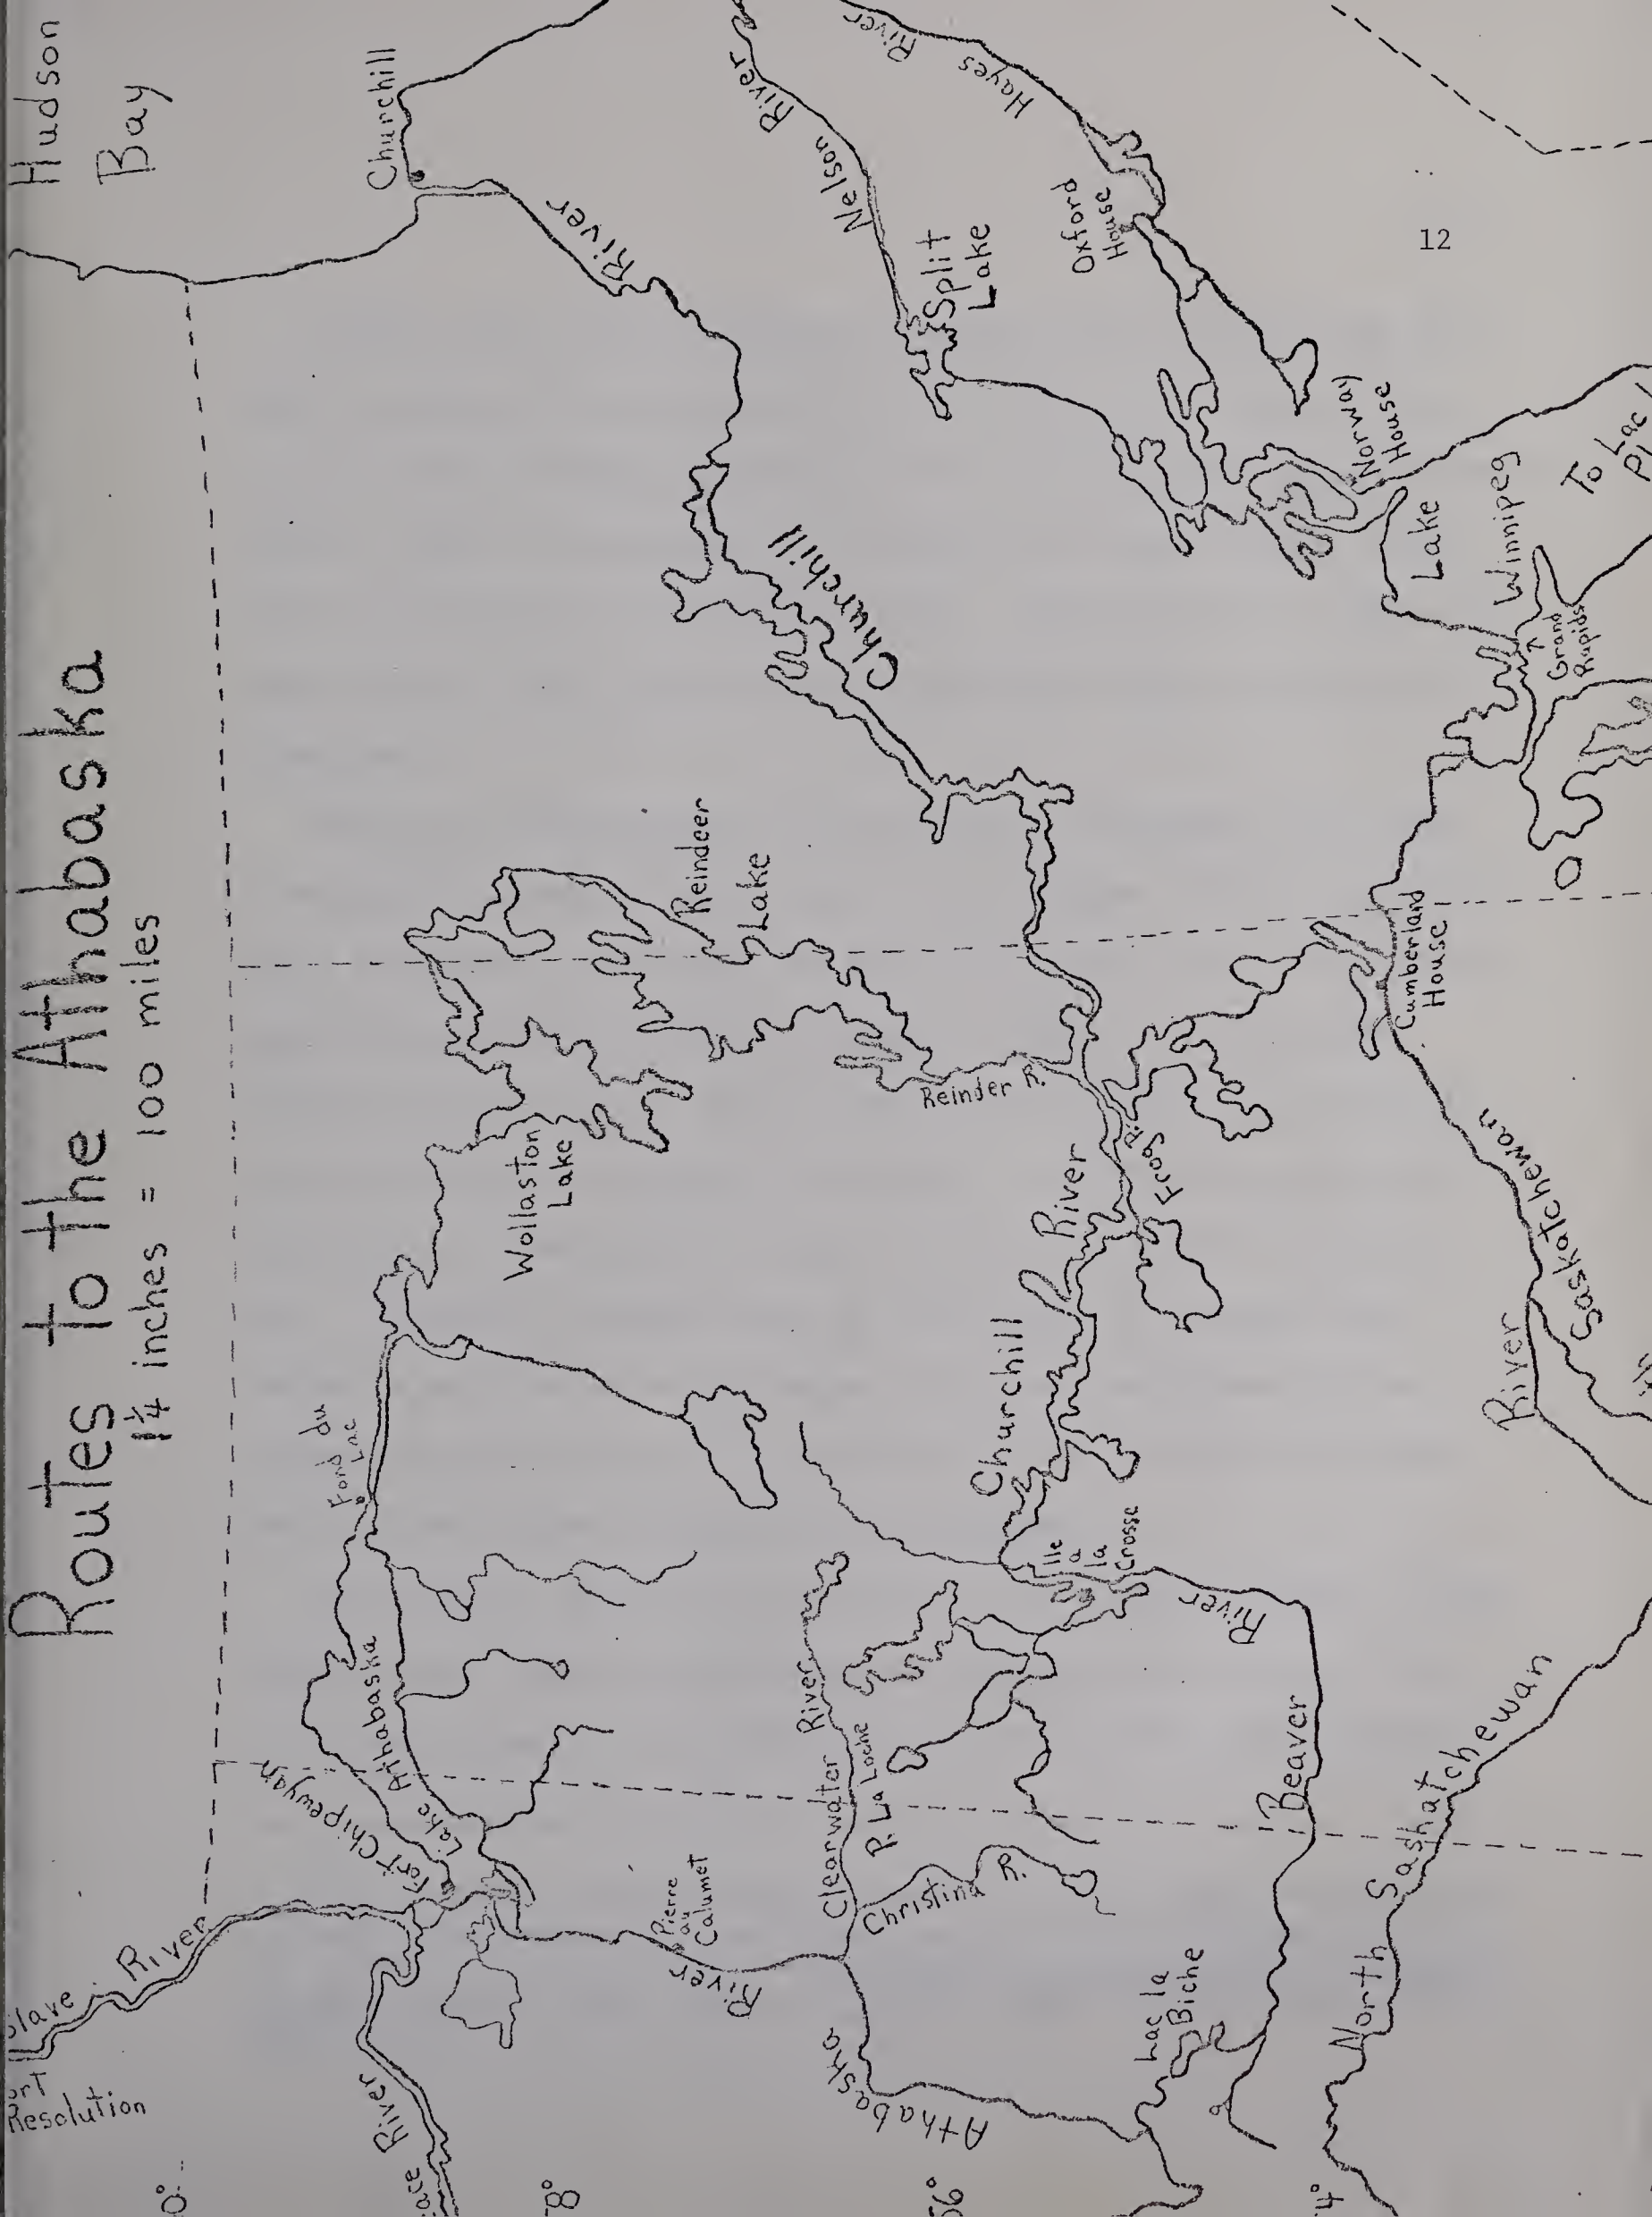 Routes to the Athabaska
1¼ inches = 100 miles
Hudson
Bay
Churchill
River
Churchill
River
Nelson
River
Hayes
Split
Lake
Oxford
House
12
Norway
House
Lake
Winnipeg
To Lac
Grand
Rapids
Reindeer
Lake
Reinder R.
Cumberland
House
Wollaston
Lake
River
Frog R.
Churchill
Saskatchewan
River
Fond du
Lac
Ile
a
la
Crosse
River
Beaver
Lake Athabaska
Fort Chipewyan
Clearwater River
P. La Loche
Christina R.
Pierre
au
Calumet
River
Athabaska
Lac la
Biche
North Sashatchewan
Slave River
Resolution
River